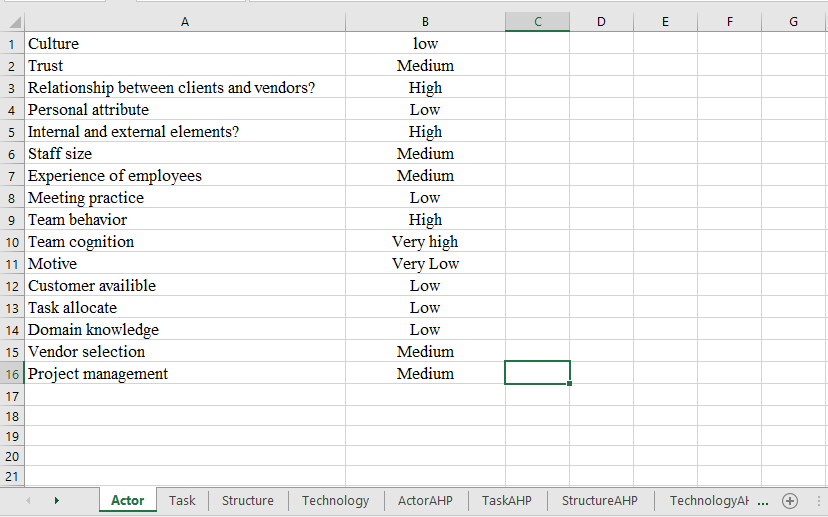 A B C D E F G
1 Culture low
2 Trust Medium
3 Relationship between clients and vendors? High
4 Personal attribute Low
5 Internal and external elements? High
6 Staff size Medium
7 Experience of employees Medium
8 Meeting practice Low
9 Team behavior High
10 Team cognition Very high
11 Motive Very Low
12 Customer availible Low
13 Task allocate Low
14 Domain knowledge Low
15 Vendor selection Medium
16 Project management Medium
17
18
19
20
21
Actor Task Structure Technology ActorAHP TaskAHP StructureAHP TechnologyAH ...